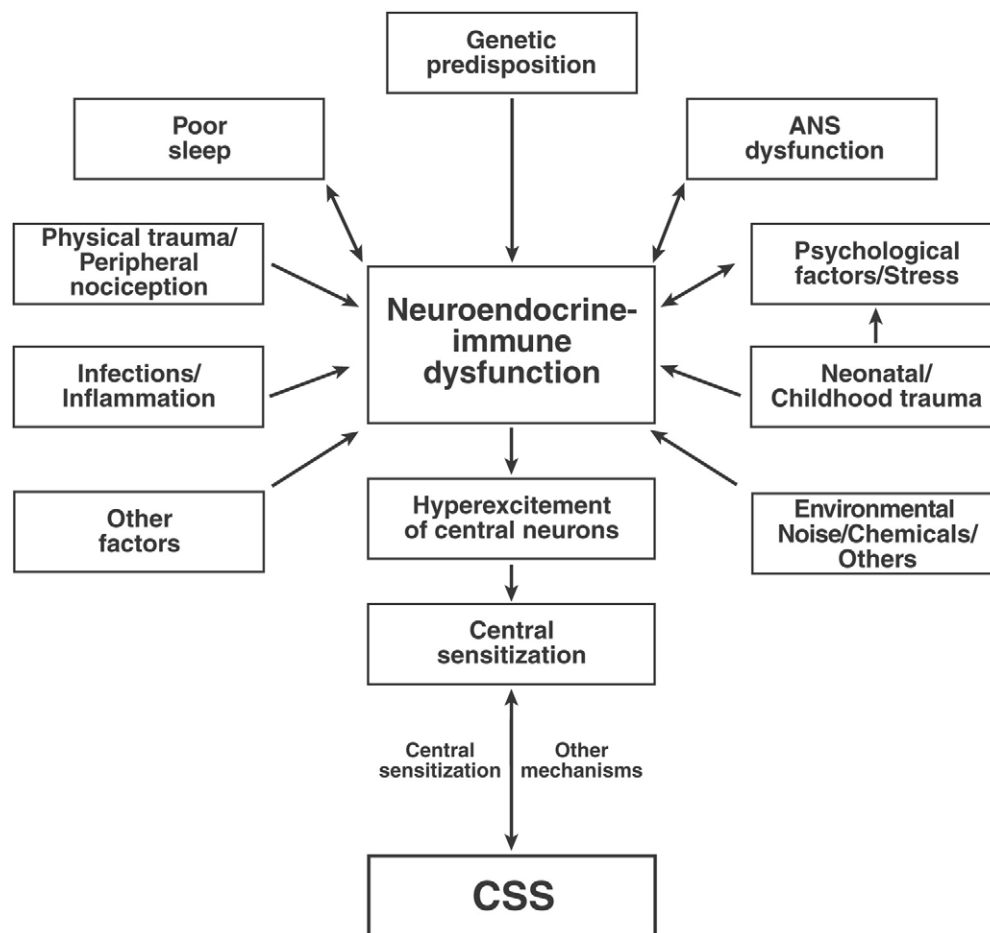 Genetic
predisposition
Poor
sleep
ANS
dysfunction
Physical trauma/
Peripheral
nociception
Neuroendocrine-
immune
dysfunction
Psychological
factors/Stress
Infections/
Inflammation
Neonatal/
Childhood trauma
Other
factors
Hyperexcitement
of central neurons
Environmental
Noise/Chemicals/
Others
Central
sensitization
Central
sensitization
Other
mechanisms
CSS